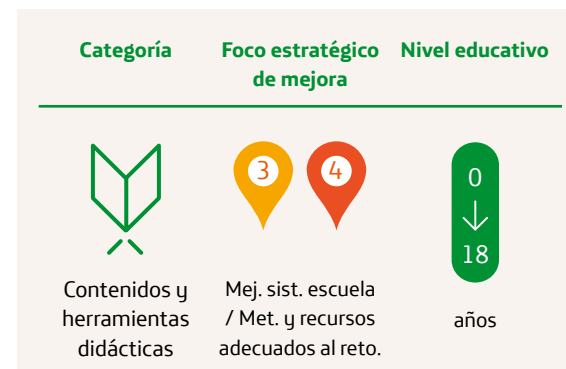 Categoría
Foco estratégico
de mejora
Nivel educativo
3
4
0
18
Contenidos y
herramientas
didácticas
Mej. sist. escuela
/ Met. y recursos
adecuados al reto.
años